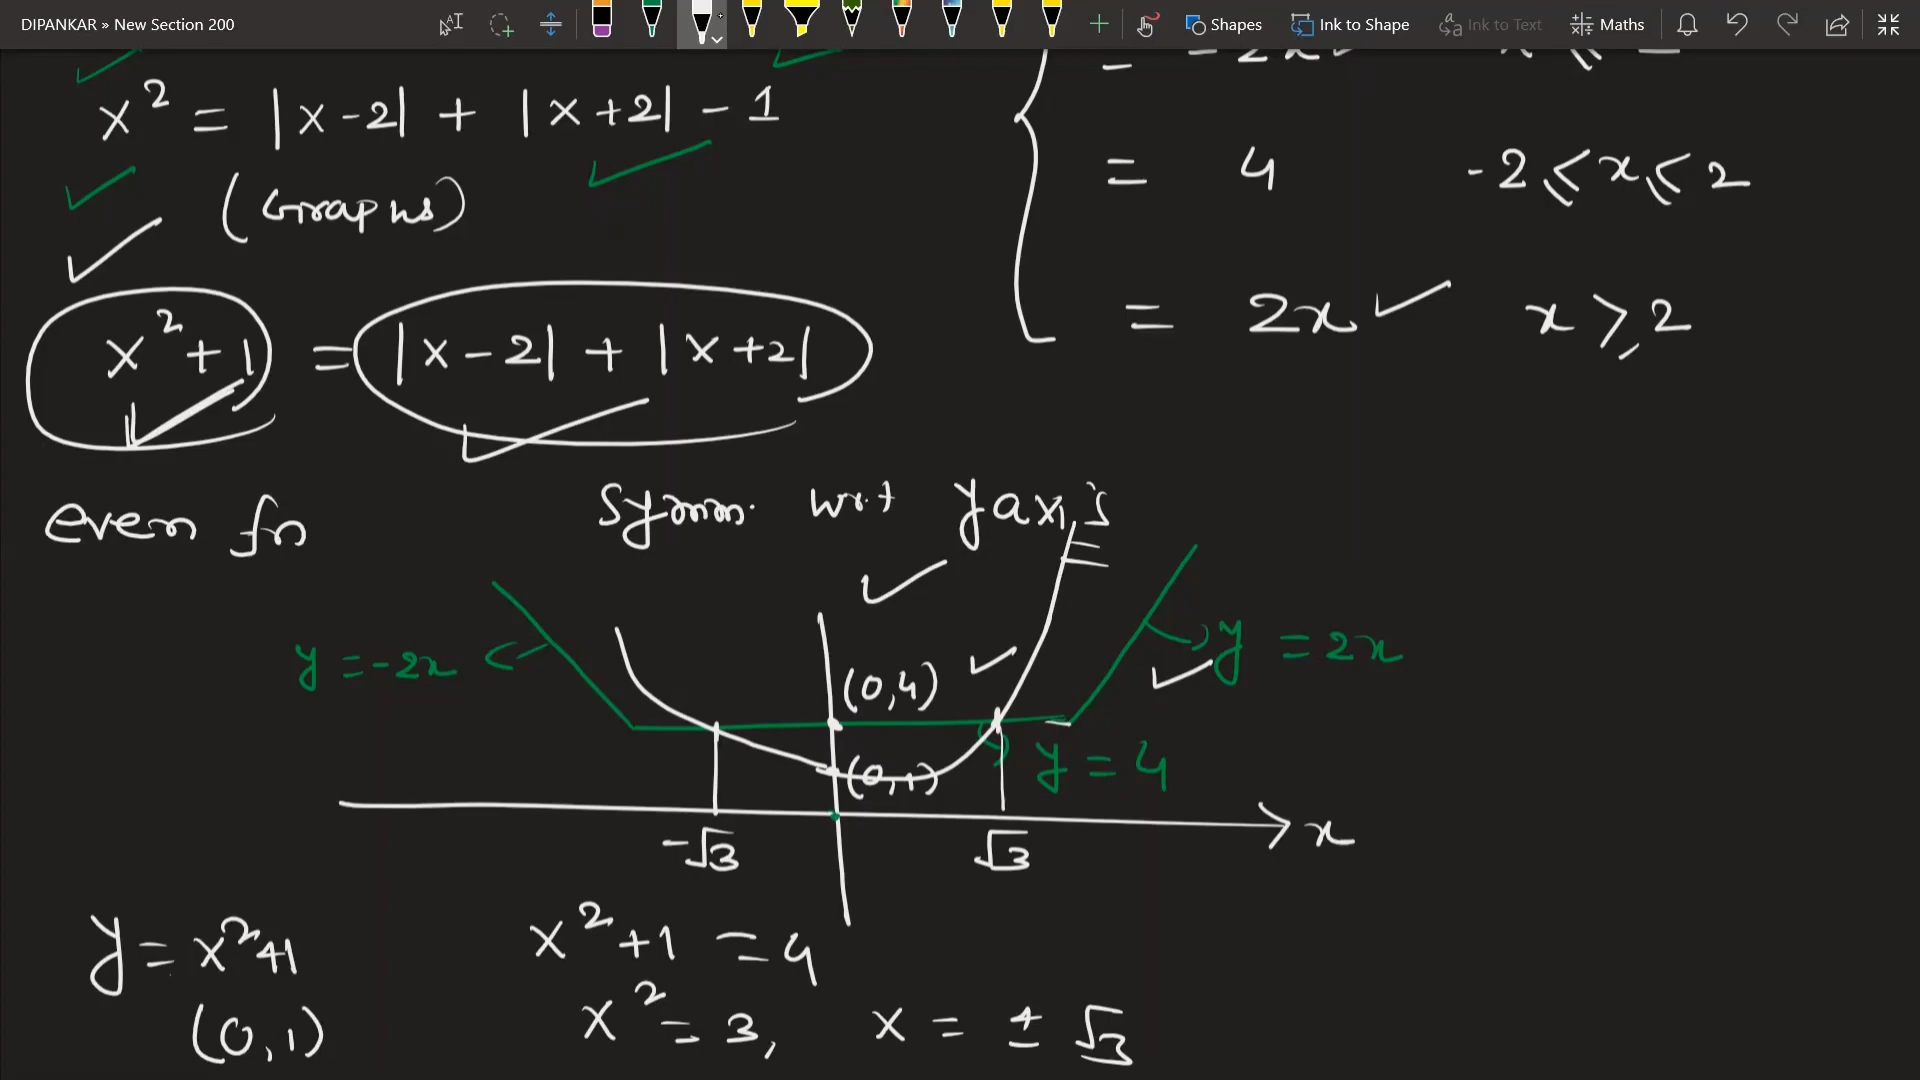 DIPANKAR » New Section 200
Shapes
Ink to Shape
Ink to Text
Maths
x² = |x-2| + |x+2| - 1
(Graphs)
x²+1 = |x-2| + |x+2|
= -2x
= 4 -2 ≤ x ≤ 2
= 2x x ≥ 2
even fn symm. wrt y axis
y = -2x
(0,4)
y = 2x
(0,1)
y = 4
-√3
√3
x
y = x²+1
(0,1)
x²+1 = 4
x² = 3, x = ± √3